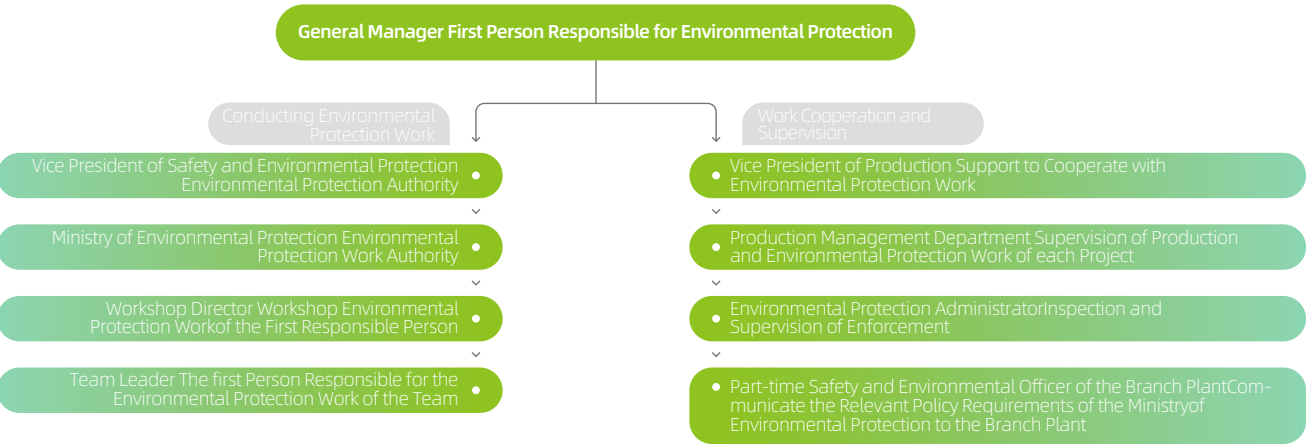 General Manager First Person Responsible for Environmental Protection
Conducting Environmental
Protection Work
Vice President of Safety and Environmental Protection
Environmental Protection Authority
Ministry of Environmental Protection Environmental
Protection Work Authority
Workshop Director Workshop Environmental
Protection Workof the First Responsible Person
Team Leader The first Person Responsible for the
Environmental Protection Work of the Team
Work Cooperation and
Supervision
Vice President of Production Support to Cooperate with
Environmental Protection Work
Production Management Department Supervision of Production
and Environmental Protection Work of each Project
Environmental Protection AdministratorInspection and
Supervision of Enforcement
Part-time Safety and Environmental Officer of the Branch PlantCom-
municate the Relevant Policy Requirements of the Ministryof
Environmental Protection to the Branch Plant